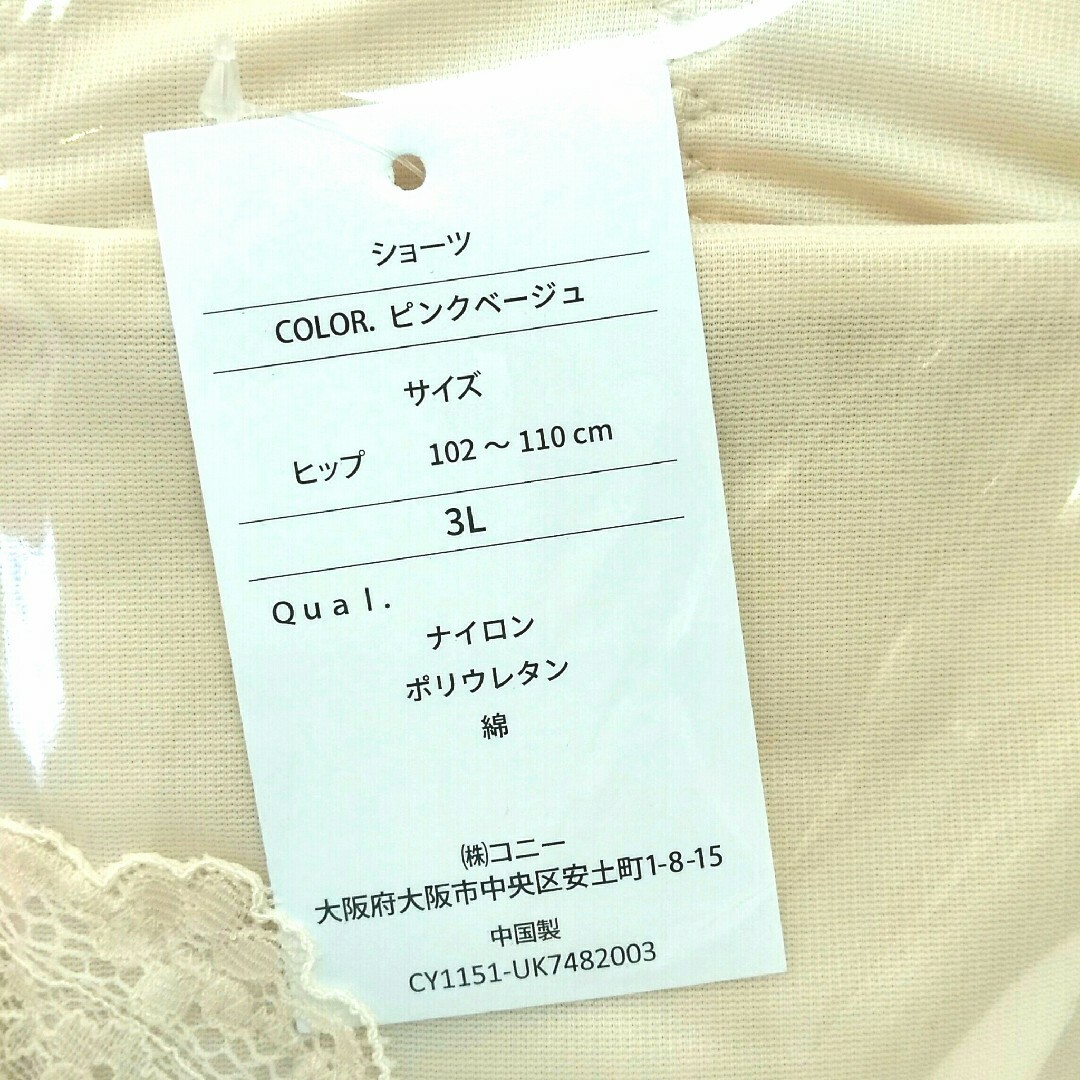 ショーツ
COLOR. ピンクベージュ
サイズ
ヒップ 102 ～ 110 cm
3L
Qual.
ナイロン
ポリウレタン
綿
㈱コニー
大阪府大阪市中央区安土町1-8-15
中国製
CY1151-UK7482003